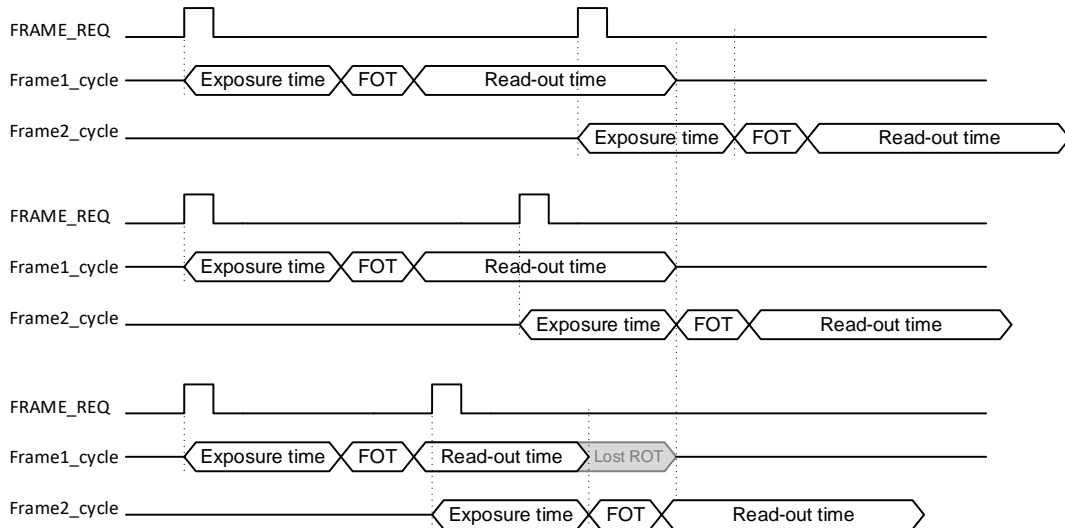 FRAME_REQ
Frame1_cycle Exposure time FOT Read-out time
Frame2_cycle Exposure time FOT Read-out time
FRAME_REQ
Frame1_cycle Exposure time FOT Read-out time
Frame2_cycle Exposure time FOT Read-out time
FRAME_REQ
Frame1_cycle Exposure time FOT Read-out time Lost ROT
Frame2_cycle Exposure time FOT Read-out time